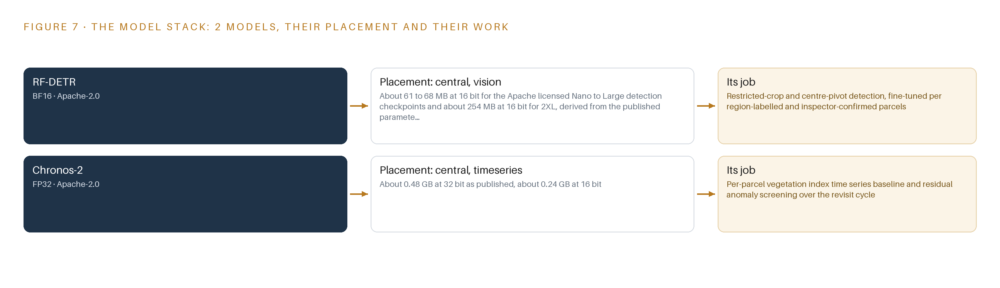 FIGURE 7 · THE MODEL STACK: 2 MODELS, THEIR PLACEMENT AND THEIR WORK
RF-DETR
BF16 · Apache-2.0
Placement: central, vision
About 61 to 68 MB at 16 bit for the Apache licensed Nano to Large detection
checkpoints and about 254 MB at 16 bit for 2XL, derived from the published
paramete...
Its job
Restricted-crop and centre-pivot detection, fine-tuned per
region-labelled and inspector-confirmed parcels
Chronos-2
FP32 · Apache-2.0
Placement: central, timeseries
About 0.48 GB at 32 bit as published, about 0.24 GB at 16 bit
Its job
Per-parcel vegetation index time series baseline and residual
anomaly screening over the revisit cycle